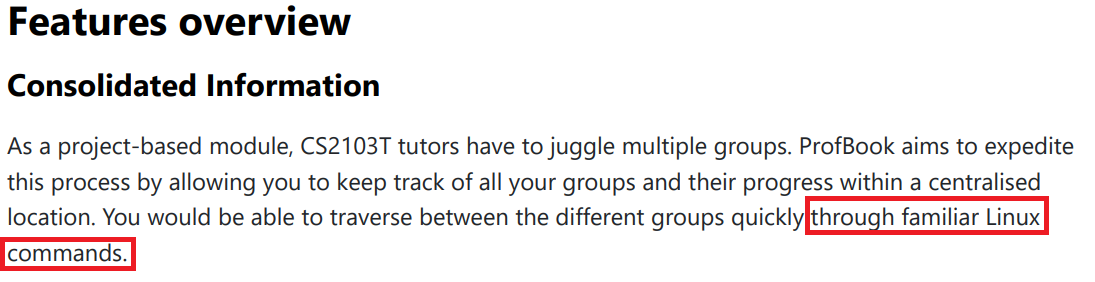 Features overview
Consolidated Information
As a project-based module, CS2103T tutors have to juggle multiple groups. ProfBook aims to expedite
this process by allowing you to keep track of all your groups and their progress within a centralised
location. You would be able to traverse between the different groups quickly through familiar Linux
commands.